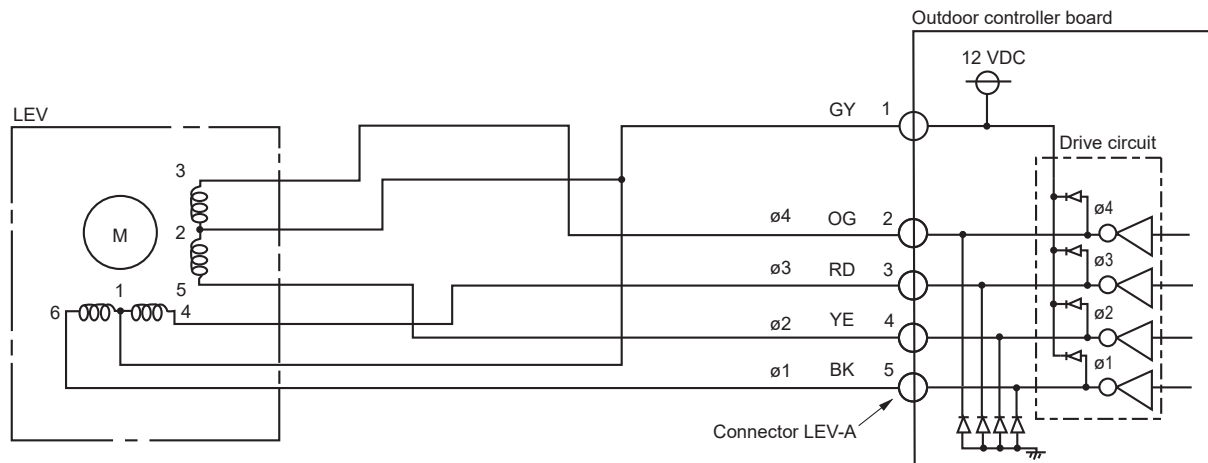 Outdoor controller board
12 VDC
LEV
GY 1
Drive circuit
3
ø4 OG 2 ø4
M
2
ø3 RD 3 ø3
5
1
6 4
ø2 YE 4 ø2
ø1 BK 5 ø1
Connector LEV-A